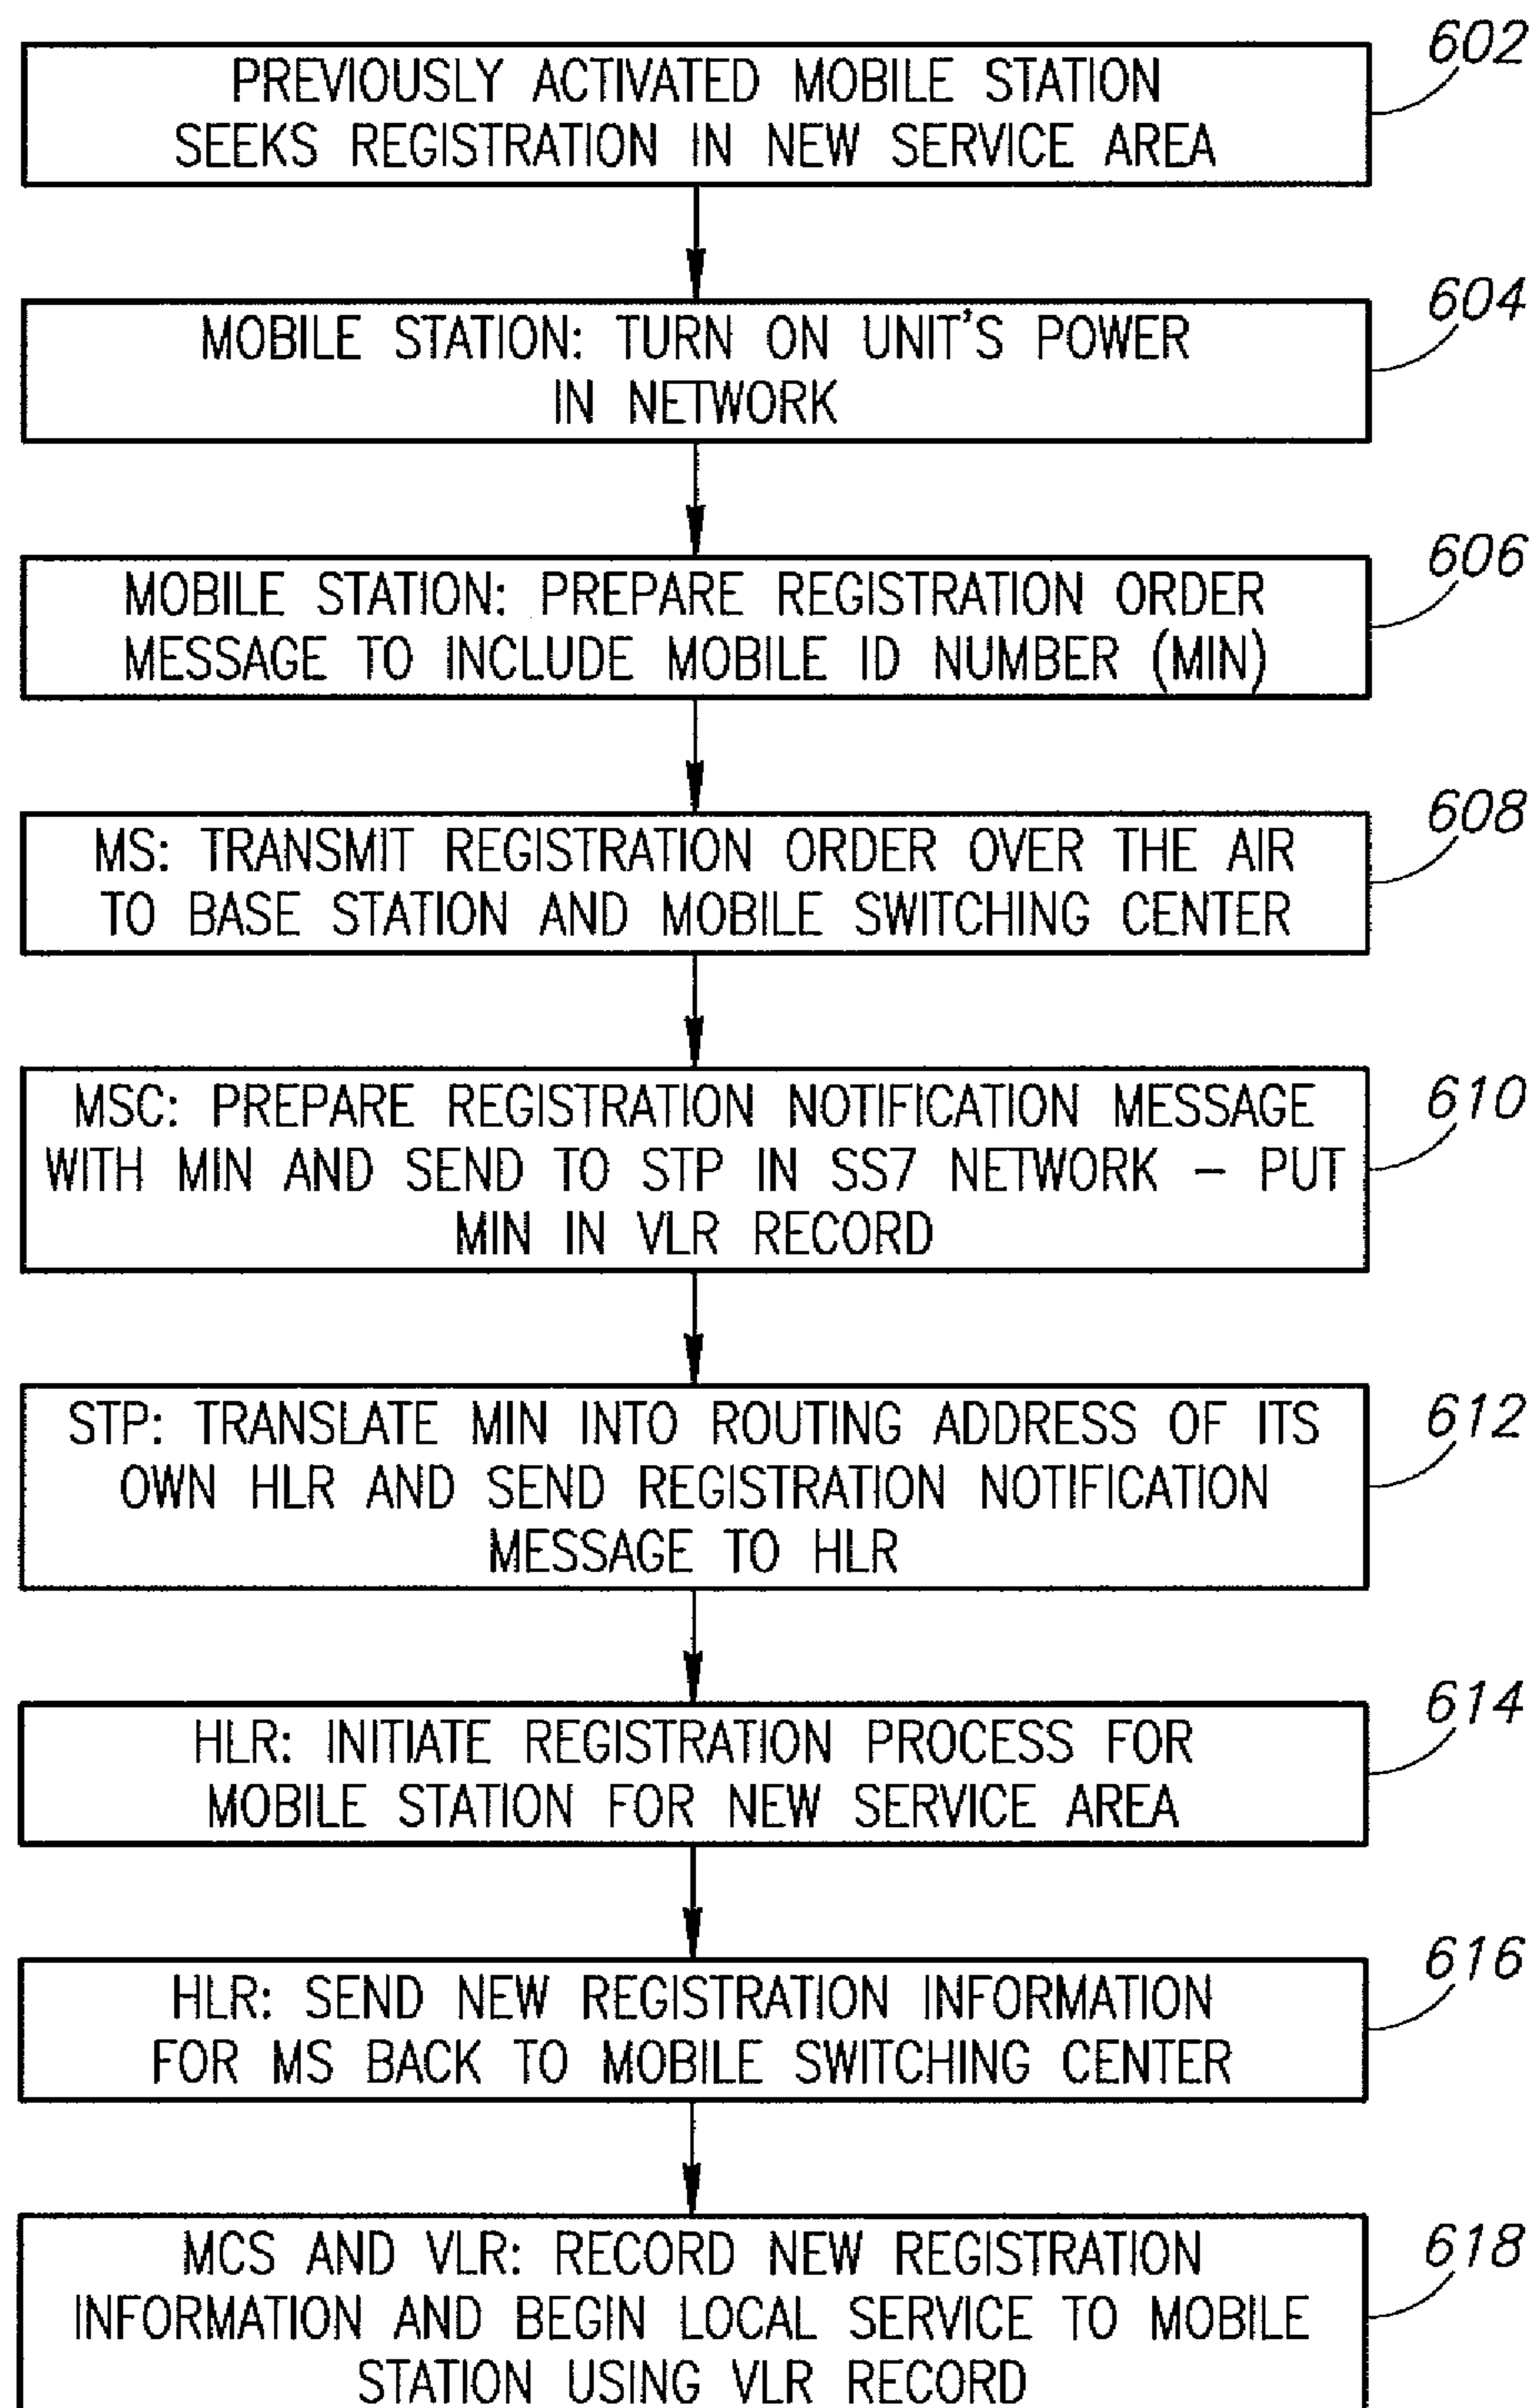 602
PREVIOUSLY ACTIVATED MOBILE STATION
SEEKS REGISTRATION IN NEW SERVICE AREA
604
MOBILE STATION: TURN ON UNIT'S POWER
IN NETWORK
606
MOBILE STATION: PREPARE REGISTRATION ORDER
MESSAGE TO INCLUDE MOBILE ID NUMBER (MIN)
608
MS: TRANSMIT REGISTRATION ORDER OVER THE AIR
TO BASE STATION AND MOBILE SWITCHING CENTER
610
MSC: PREPARE REGISTRATION NOTIFICATION MESSAGE
WITH MIN AND SEND TO STP IN SS7 NETWORK – PUT
MIN IN VLR RECORD
612
STP: TRANSLATE MIN INTO ROUTING ADDRESS OF ITS
OWN HLR AND SEND REGISTRATION NOTIFICATION
MESSAGE TO HLR
614
HLR: INITIATE REGISTRATION PROCESS FOR
MOBILE STATION FOR NEW SERVICE AREA
616
HLR: SEND NEW REGISTRATION INFORMATION
FOR MS BACK TO MOBILE SWITCHING CENTER
618
MCS AND VLR: RECORD NEW REGISTRATION
INFORMATION AND BEGIN LOCAL SERVICE TO MOBILE
STATION USING VLR RECORD